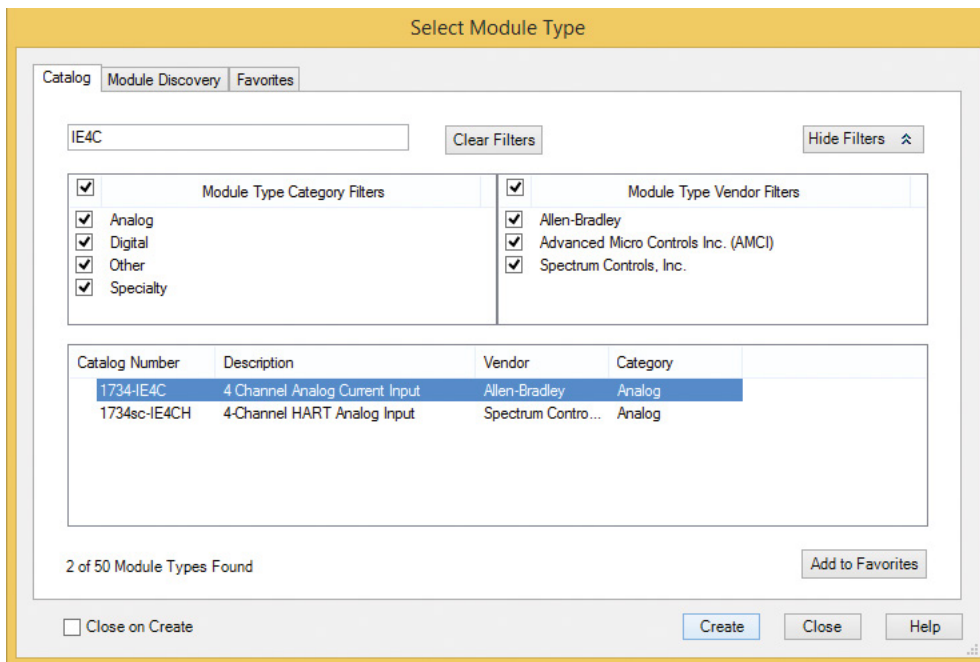 Select Module Type
Catalog Module Discovery Favorites
IE4C Clear Filters Hide Filters
Module Type Category Filters Module Type Vendor Filters
Analog Allen-Bradley
Digital Advanced Micro Controls Inc. (AMCI)
Other Spectrum Controls, Inc.
Specialty
Catalog Number Description Vendor Category
1734-IE4C 4 Channel Analog Current Input Allen-Bradley Analog
1734sc-IE4CH 4-Channel HART Analog Input Spectrum Contro... Analog
2 of 50 Module Types Found Add to Favorites
Close on Create Create Close Help